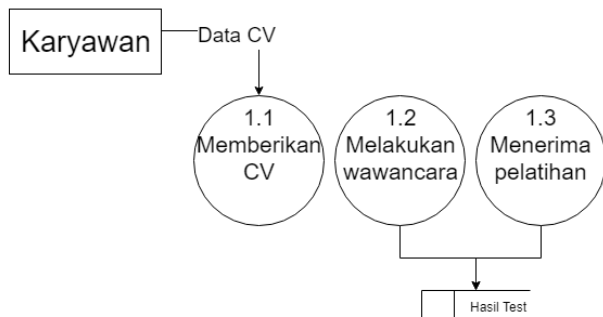 Karyawan
Data CV
1.1
Memberikan
CV
1.2
Melakukan
wawancara
1.3
Menerima
pelatihan
Hasil Test